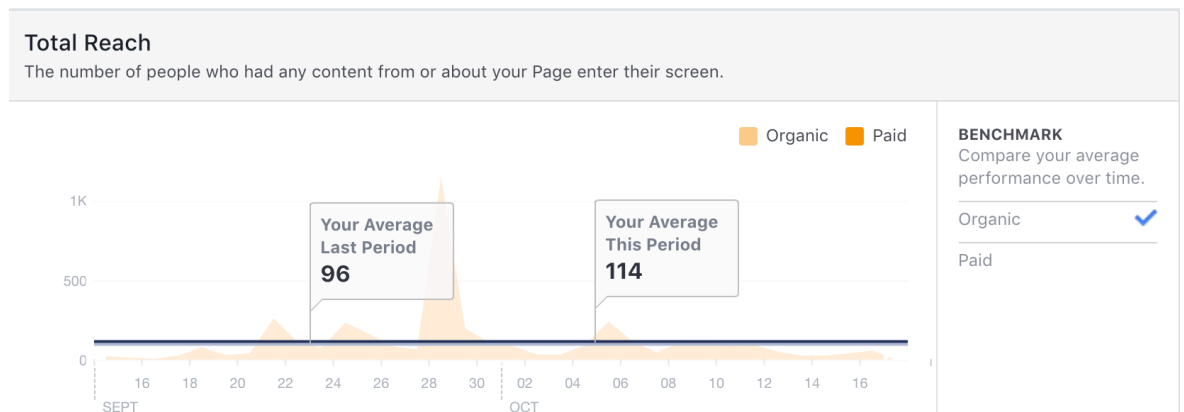 Total Reach
The number of people who had any content from or about your Page enter their screen.
Organic Paid
1K
500
0
Your Average
Last Period
96
Your Average
This Period
114
16 18 20 22 24 26 28 30 02 04 06 08 10 12 14 16
SEPT OCT
BENCHMARK
Compare your average
performance over time.
Organic
Paid